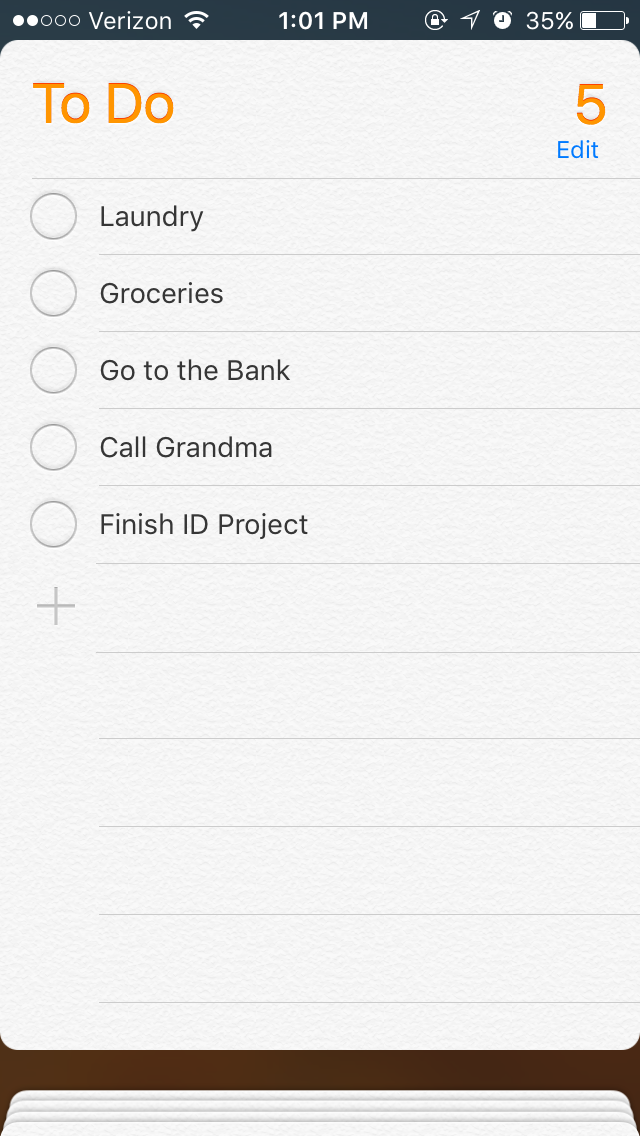 Verizon 1:01 PM 35%
To Do 5
Edit
Laundry
Groceries
Go to the Bank
Call Grandma
Finish ID Project